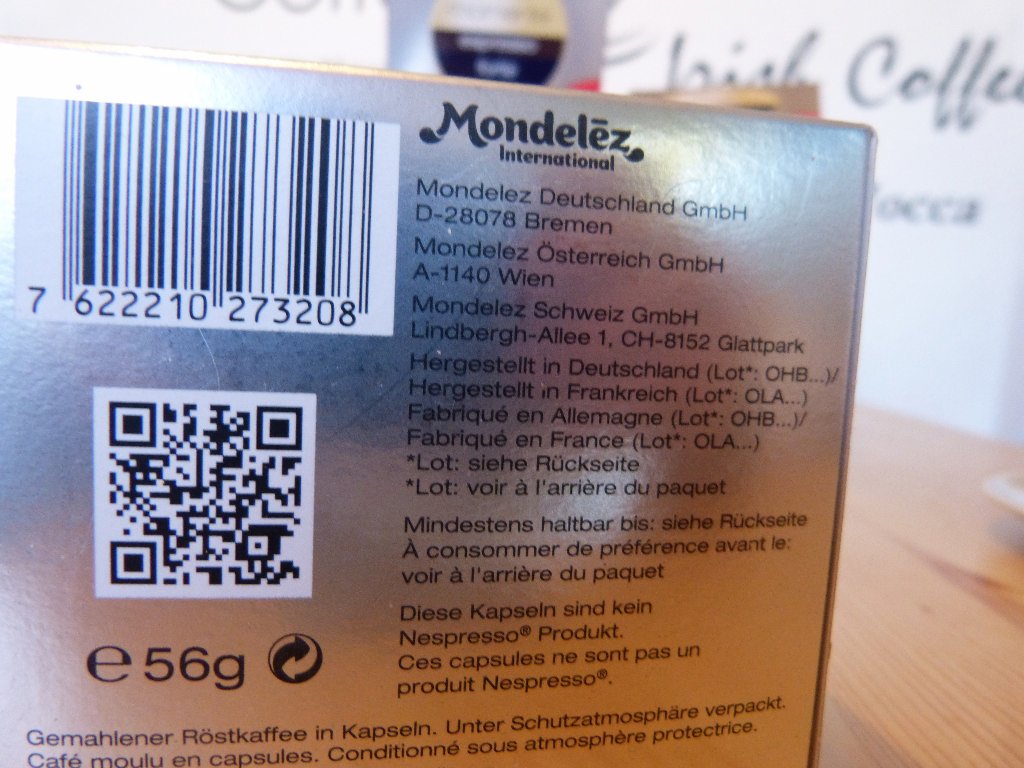 Irish Coffee
Mondelēz
International
Mondelez Deutschland GmbH
D-28078 Bremen
Mondelez Österreich GmbH
A-1140 Wien
Mondelez Schweiz GmbH
Lindbergh-Allee 1, CH-8152 Glattpark
Hergestellt in Deutschland (Lot*: OHB...)/
Hergestellt in Frankreich (Lot*: OLA...)
Fabriqué en Allemagne (Lot*: OHB...)/
Fabriqué en France (Lot*: OLA...)
*Lot: siehe Rückseite
*Lot: voir à l'arrière du paquet
Mindestens haltbar bis: siehe Rückseite
À consommer de préférence avant le:
voir à l'arrière du paquet
Diese Kapseln sind kein
Nespresso® Produkt.
Ces capsules ne sont pas un
produit Nespresso®.
7 622210 273208
℮ 56g
Gemahlener Röstkaffee in Kapseln. Unter Schutzatmosphäre verpackt.
Café moulu en capsules. Conditionné sous atmosphère protectrice.